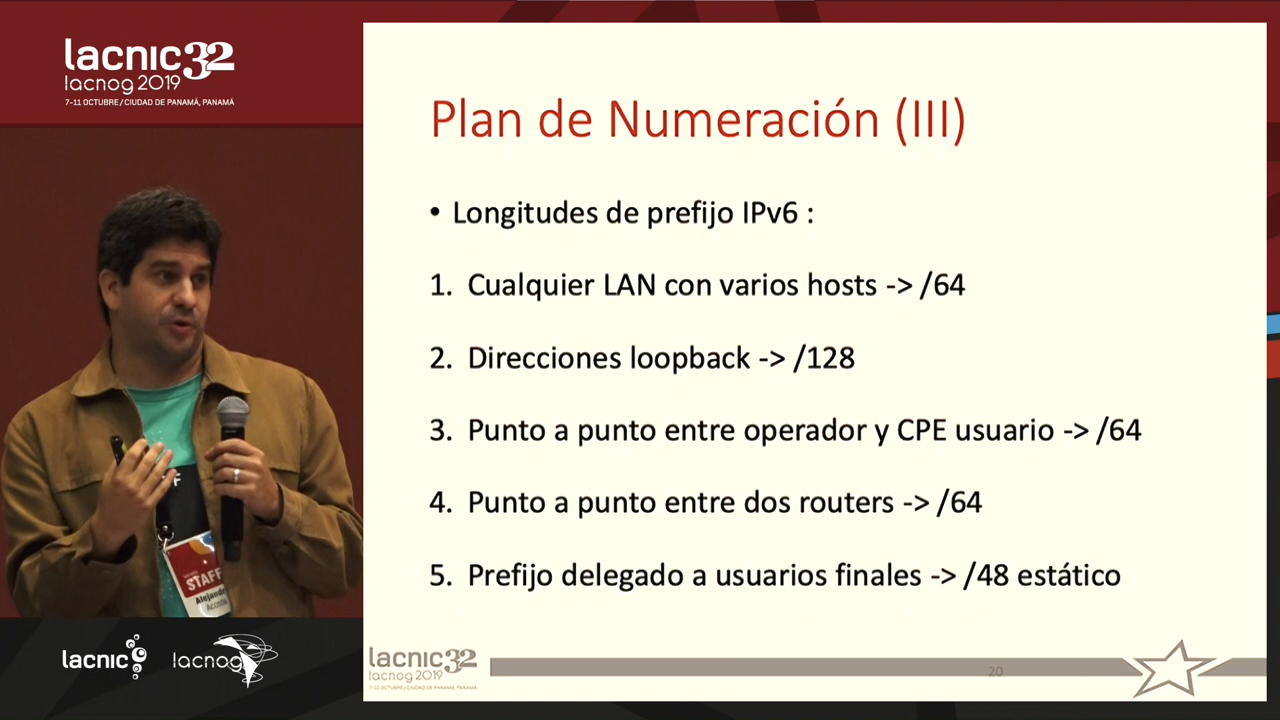 lacnic32
lacnog 2019
7-11 OCTUBRE / CIUDAD DE PANAMÁ, PANAMÁ
Plan de Numeración (III)
• Longitudes de prefijo IPv6 :
1. Cualquier LAN con varios hosts -> /64
2. Direcciones loopback -> /128
3. Punto a punto entre operador y CPE usuario -> /64
4. Punto a punto entre dos routers -> /64
5. Prefijo delegado a usuarios finales -> /48 estático
STAFF
lacnic
lacnog
lacnic32
lacnog 2019
7-11 OCTUBRE / CIUDAD DE PANAMÁ, PANAMÁ
20